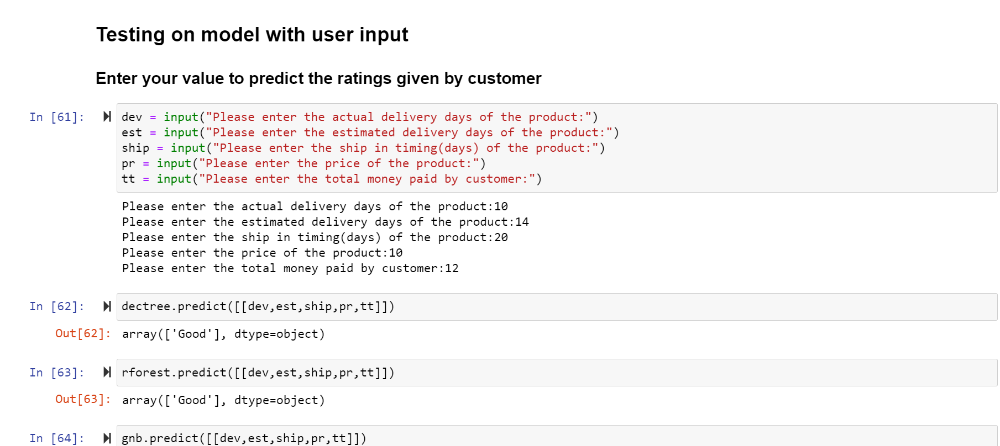 Testing on model with user input
Enter your value to predict the ratings given by customer
In [61]:
dev = input("Please enter the actual delivery days of the product:")
est = input("Please enter the estimated delivery days of the product:")
ship = input("Please enter the ship in timing(days) of the product:")
pr = input("Please enter the price of the product:")
tt = input("Please enter the total money paid by customer:")
Please enter the actual delivery days of the product:10
Please enter the estimated delivery days of the product:14
Please enter the ship in timing(days) of the product:20
Please enter the price of the product:10
Please enter the total money paid by customer:12
In [62]: dectree.predict([[dev,est,ship,pr,tt]])
Out[62]: array(['Good'], dtype=object)
In [63]: rforest.predict([[dev,est,ship,pr,tt]])
Out[63]: array(['Good'], dtype=object)
In [64]: gnb.predict([[dev,est,ship,pr,tt]])